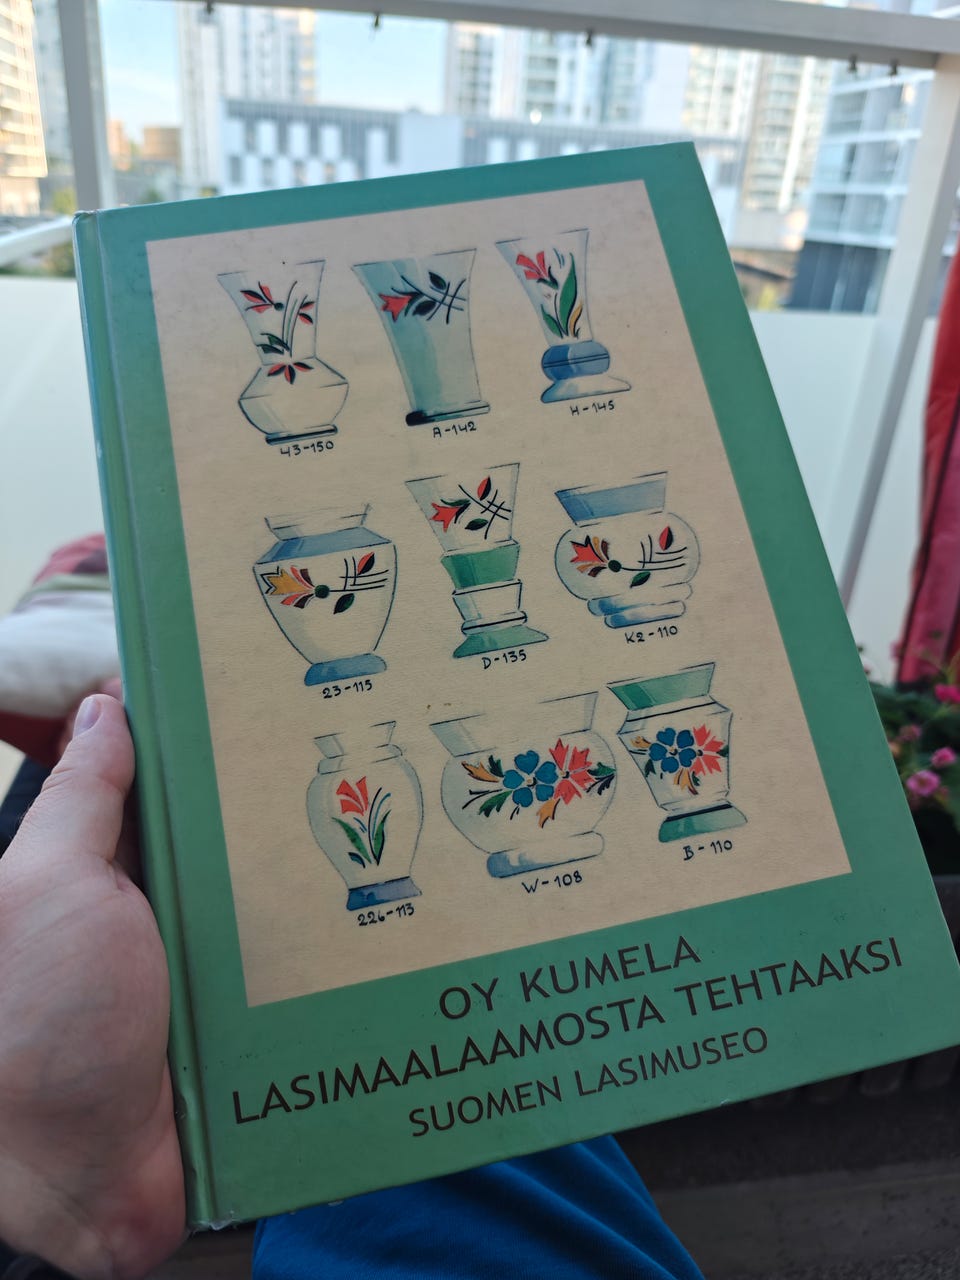 43-150
A-142
H-145
23-115
D-135
K2-110
226-113
W-108
B-110
OY KUMELA
LASIMAALAAMOSTA TEHTAAKSI
SUOMEN LASIMUSEO